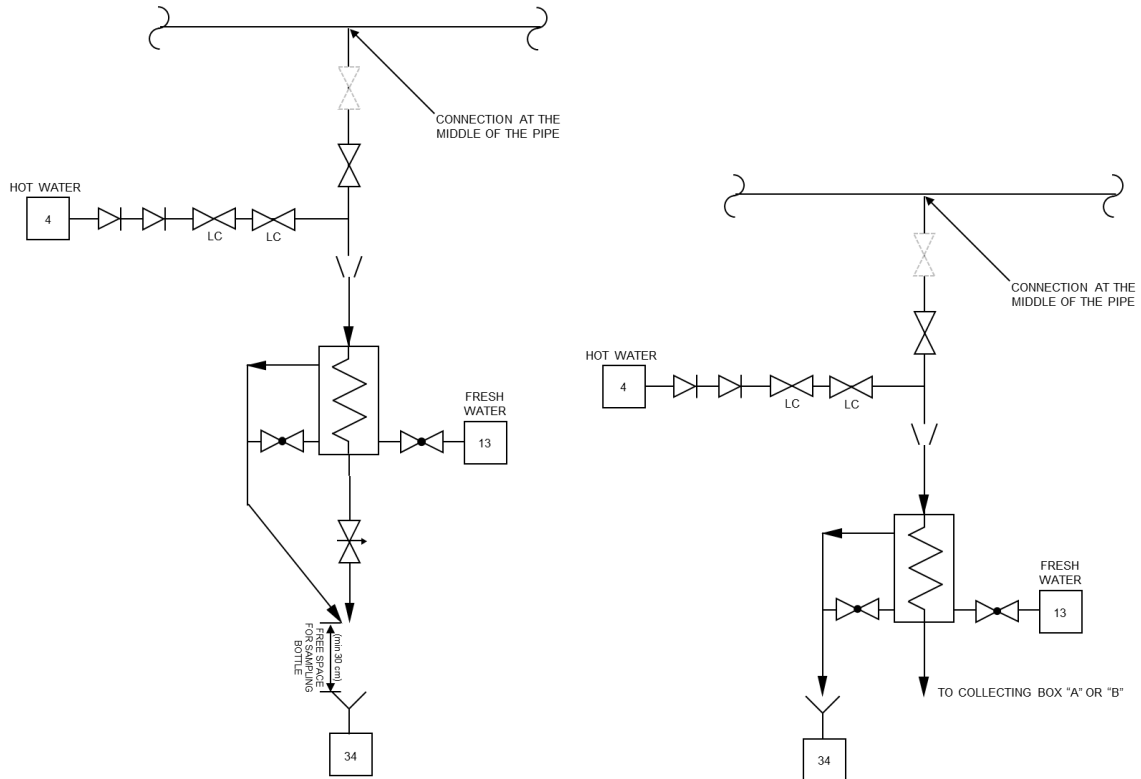 CONNECTION AT THE
MIDDLE OF THE PIPE
HOT WATER
4
LC
LC
FRESH
WATER
13
(min 30 cm)
FREE SPACE
FOR SAMPLING
BOTTLE
34
CONNECTION AT THE
MIDDLE OF THE PIPE
HOT WATER
4
LC
LC
FRESH
WATER
13
TO COLLECTING BOX “A” OR “B”
34